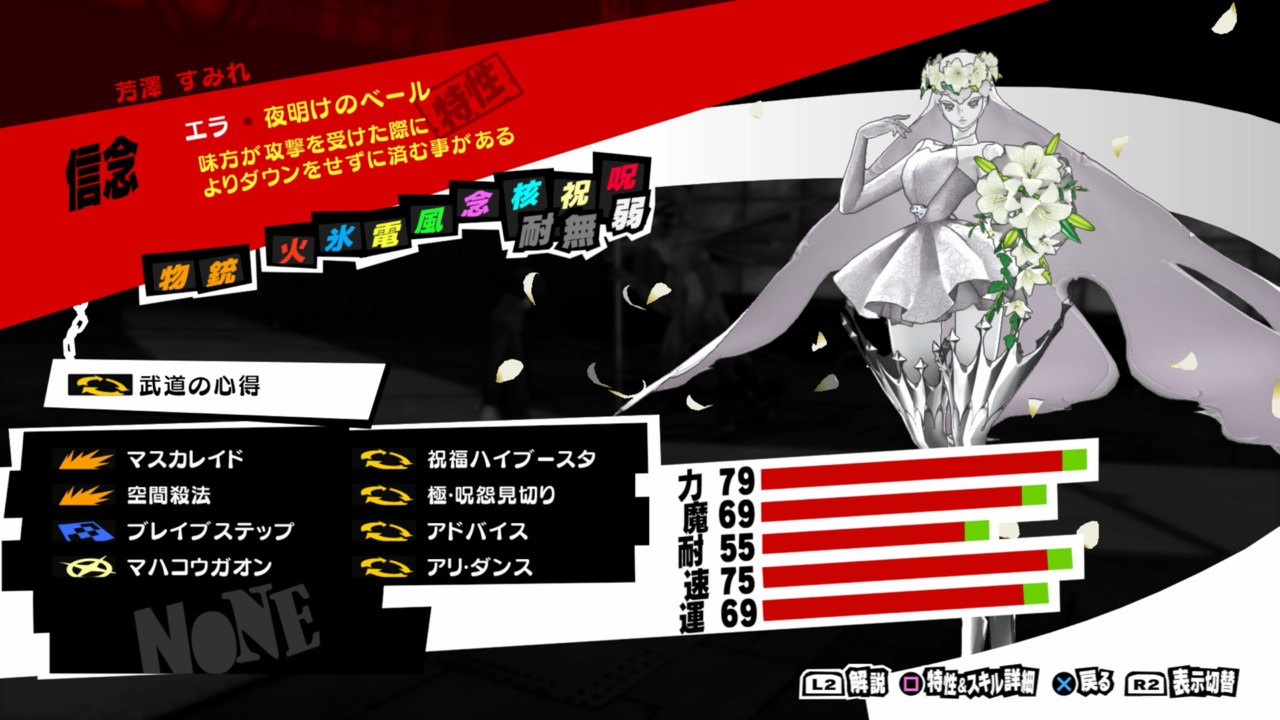 芳澤 すみれ
信念
エラ・夜明けのベール
特性
味方が攻撃を受けた際に
よりダウンをせずに済む事がある
物 銃 火 氷 電 風 念 核 祝 呪
耐 無 弱
武道の心得
マスカレイド 祝福ハイブースタ
空間殺法 極・呪怨見切り
ブレイブステップ アドバイス
マハコウガオン アリ・ダンス
NONE
力 79
魔 69
耐 55
速 75
運 69
L2 解説 特性&スキル詳細 戻る R2 表示切替